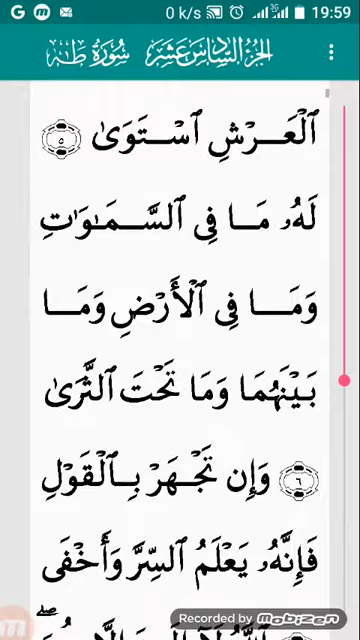 0 k/s 19:59
الجزء السادس عشر سورة طه
ٱلْعَرْشِ ٱسْتَوَىٰ ٥
لَهُۥ مَا فِى ٱلسَّمَـٰوَٰتِ
وَمَا فِى ٱلْأَرْضِ وَمَا
بَيْنَهُمَا وَمَا تَحْتَ ٱلثَّرَىٰ
٦ وَإِن تَجْهَرْ بِٱلْقَوْلِ
فَإِنَّهُۥ يَعْلَمُ ٱلسِّرَّ وَأَخْفَى
Recorded by Mobizen